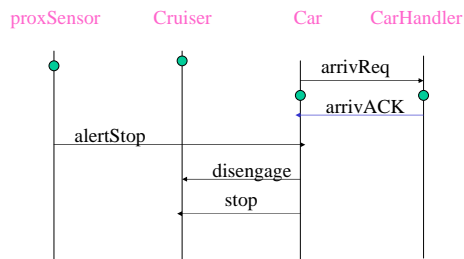 proxSensor Cruiser Car CarHandler
arrivReq
arrivACK
alertStop
disengage
stop